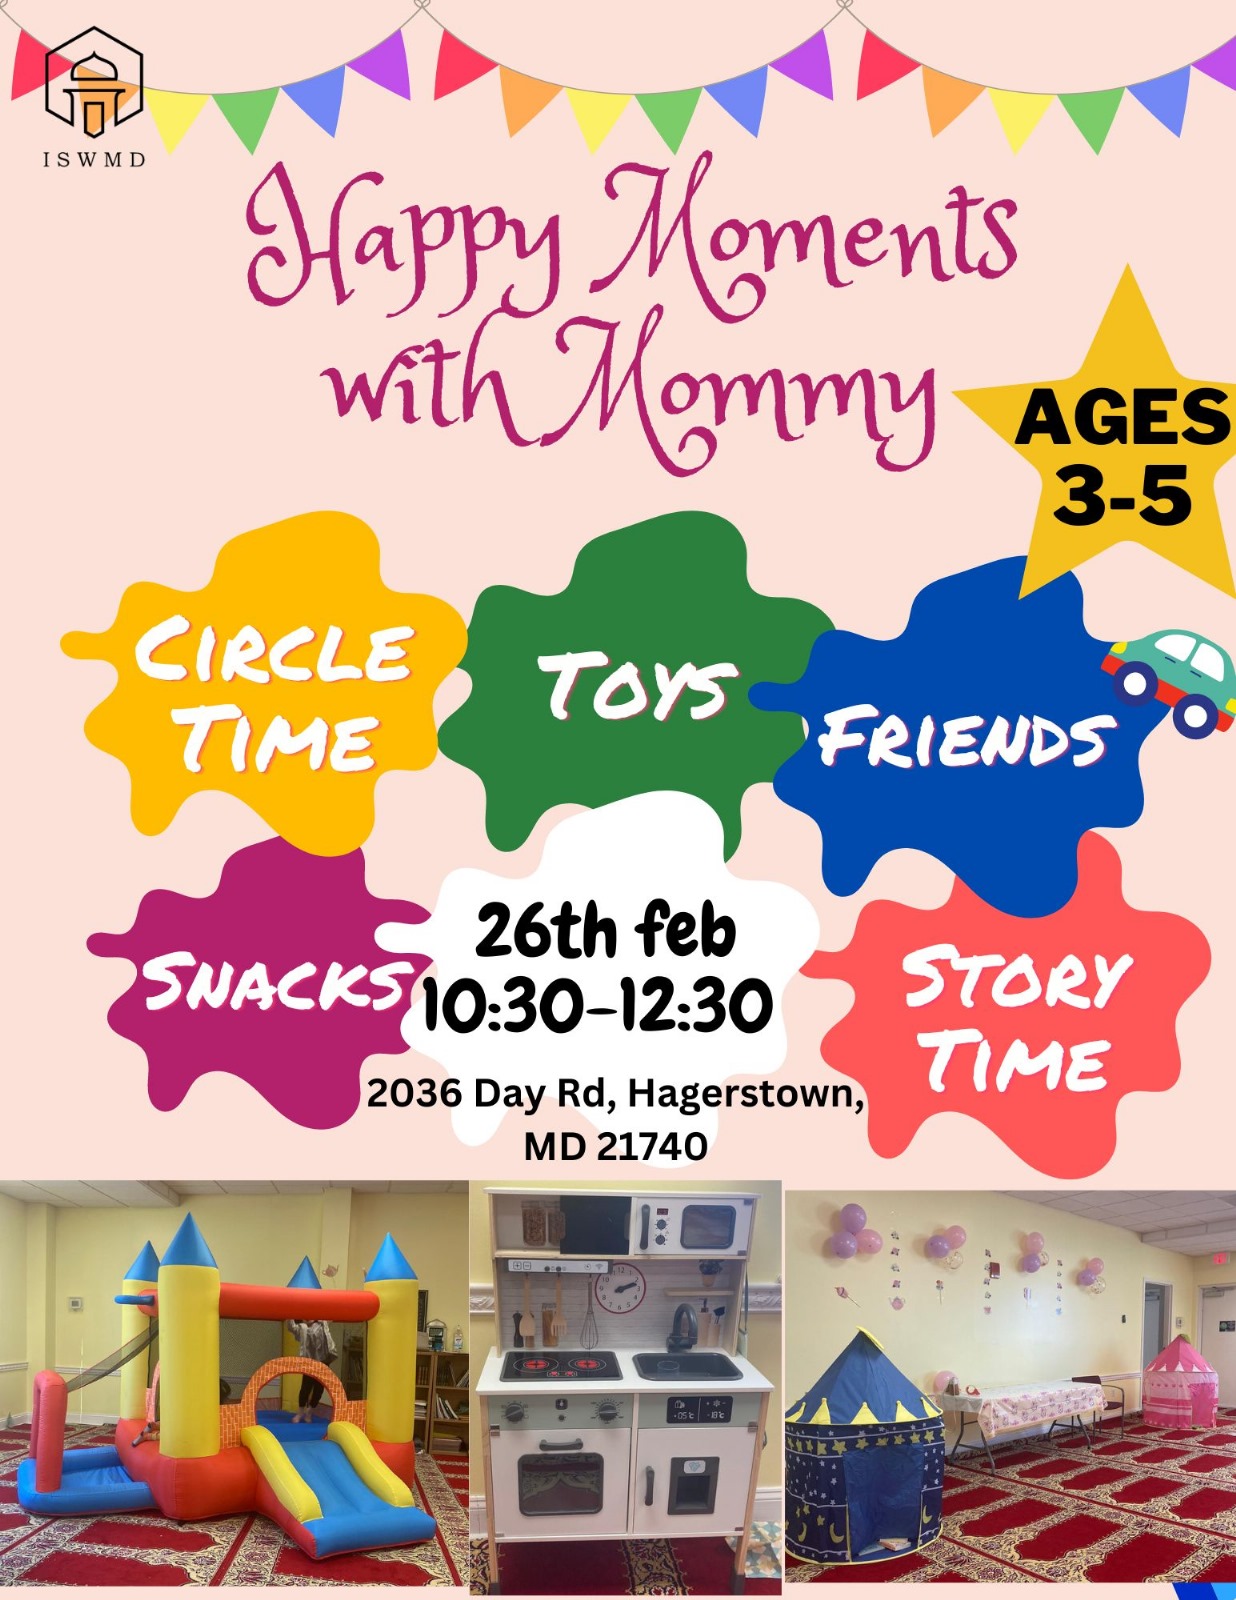 ISWMD
Happy Moments
with Mommy
AGES
3-5
CIRCLE
TIME
TOYS
FRIENDS
SNACKS
26th feb
10:30-12:30
STORY
TIME
2036 Day Rd, Hagerstown,
MD 21740